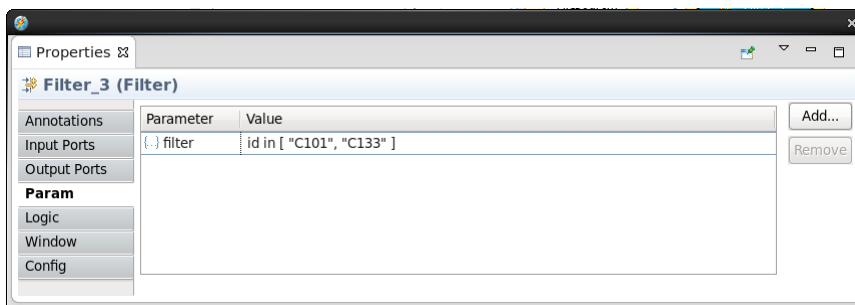 Properties
Filter_3 (Filter)
Annotations
Input Ports
Output Ports
Param
Logic
Window
Config
Parameter Value
{..} filter id in [ "C101", "C133" ]
Add...
Remove